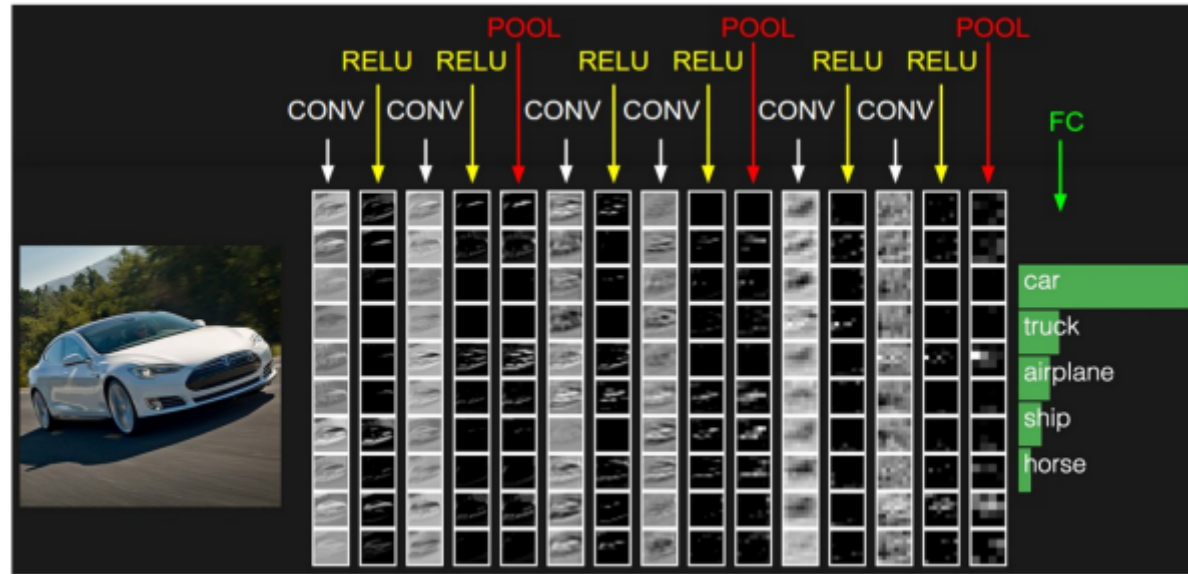 POOL POOL POOL
RELU RELU RELU RELU RELU RELU
CONV CONV CONV CONV CONV CONV
FC
car
truck
airplane
ship
horse